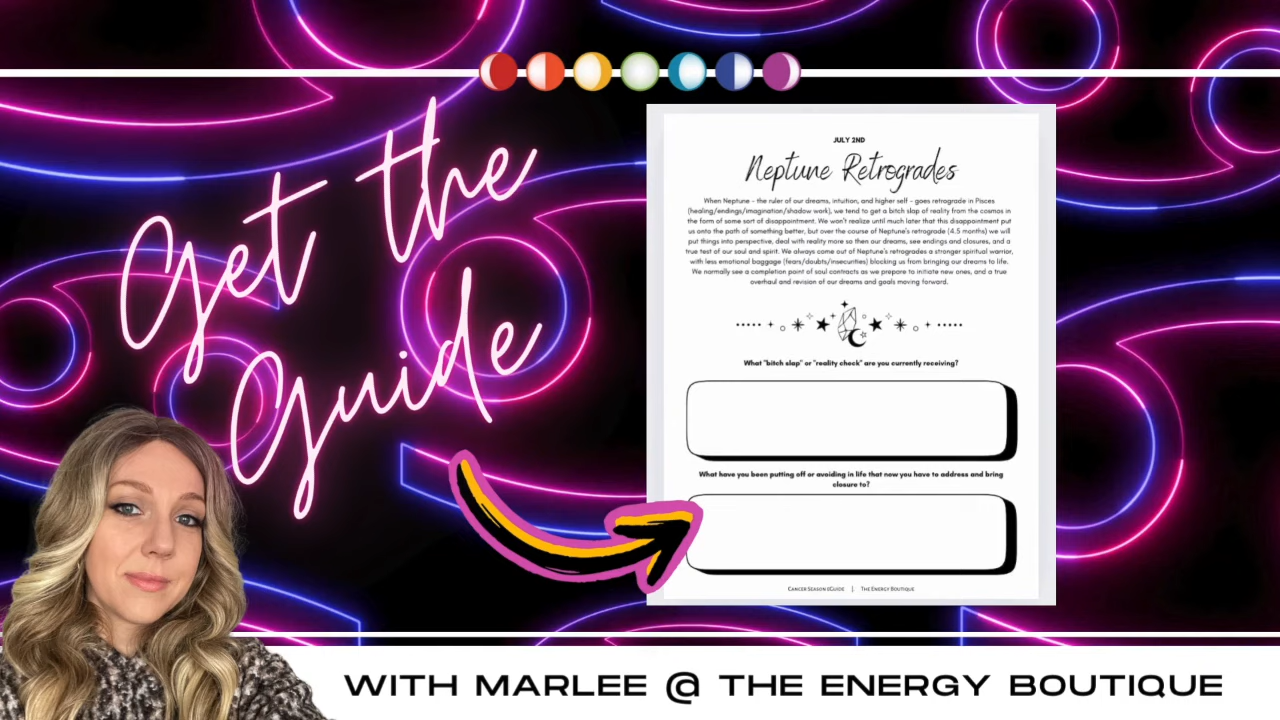 Get the
Guide
JULY 2ND
Neptune Retrogrades
When Neptune - the ruler of our dreams, intuition, and higher self - goes retrograde in Pisces
(healing/endings/imagination/shadow work), we tend to get a bitch slap of reality from the cosmos in
the form of some sort of disappointment. We won't realize until much later that this disappointment put
us onto the path of something better, but over the course of Neptune's retrograde (4.5 months) we will
put things into perspective, deal with reality more so then our dreams, see endings and closures, and a
true test of our soul and spirit. We always come out of Neptune's retrogrades a stronger spiritual warrior,
with less emotional baggage (fears/doubts/insecurities) blocking us from bringing our dreams to life.
We normally see a completion point of soul contracts as we prepare to initiate new ones, and a true
overhaul and revision of our dreams and goals moving forward.
What "bitch slap" or "reality check" are you currently receiving?
What have you been putting off or avoiding in life that now you have to address and bring
closure to?
CANCER SEASON EGUIDE | THE ENERGY BOUTIQUE
WITH MARLEE @ THE ENERGY BOUTIQUE